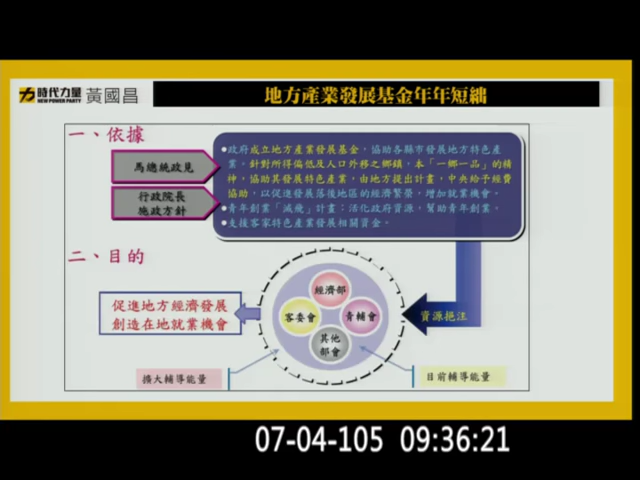 時代力量
NEW POWER PARTY
黃國昌
地方產業發展基金年年短絀
一、依據
馬總統政見
行政院長
施政方針
●政府成立地方產業發展基金，協助各縣市發展地方特色產
業。針對所得偏低及人口外移之鄉鎮，本「一鄉一品」的精
神，協助其發展特色產業，由地方提出計畫，中央給予經費
協助，以促進發展落後地區的經濟繁榮，增加就業機會。
●青年創業「減飛」計畫：活化政府資源，幫助青年創業。
●支援客家特色產業發展相關資金。
二、目的
促進地方經濟發展
創造在地就業機會
經濟部
客委會
青輔會
其他
部會
資源挹注
擴大輔導能量
目前輔導能量
07-04-105 09:36:21